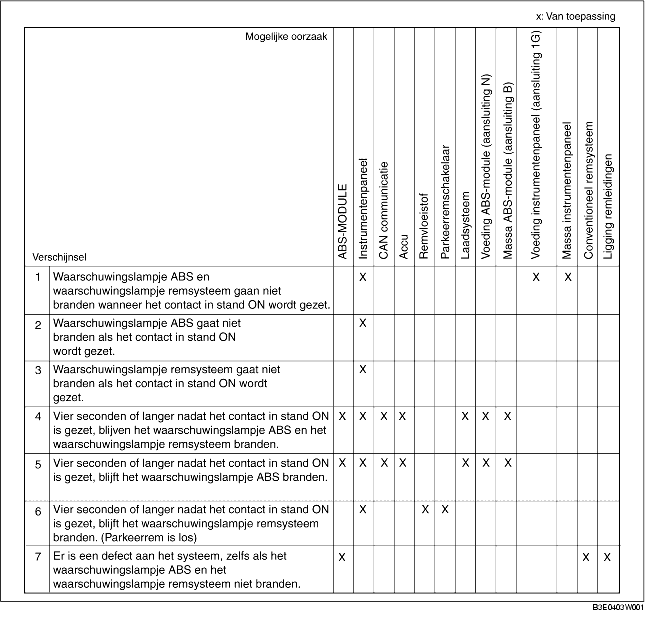 x: Van toepassing
Mogelijke oorzaak
Verschijnsel
ABS-MODULE
Instrumentenpaneel
CAN communicatie
Accu
Remvloeistof
Parkeerremschakelaar
Laadsysteem
Voeding ABS-module (aansluiting N)
Massa ABS-module (aansluiting B)
Voeding instrumentenpaneel (aansluiting 1G)
Massa instrumentenpaneel
Conventioneel remsysteem
Ligging remleidingen
1 Waarschuwingslampje ABS en X X X
waarschuwingslampje remsysteem gaan niet
branden wanneer het contact in stand ON wordt gezet.
2 Waarschuwingslampje ABS gaat niet X
branden als het contact in stand ON
wordt gezet.
3 Waarschuwingslampje remsysteem gaat niet X
branden als het contact in stand ON wordt
gezet.
4 Vier seconden of langer nadat het contact in stand ON X X X X X X X
is gezet, blijven het waarschuwingslampje ABS en het
waarschuwingslampje remsysteem branden.
5 Vier seconden of langer nadat het contact in stand ON X X X X X X X
is gezet, blijft het waarschuwingslampje ABS branden.
6 Vier seconden of langer nadat het contact in stand ON X X X
is gezet, blijft het waarschuwingslampje remsysteem
branden. (Parkeerrem is los)
7 Er is een defect aan het systeem, zelfs als het X X X
waarschuwingslampje ABS en het
waarschuwingslampje remsysteem niet branden.
B3E0403W001